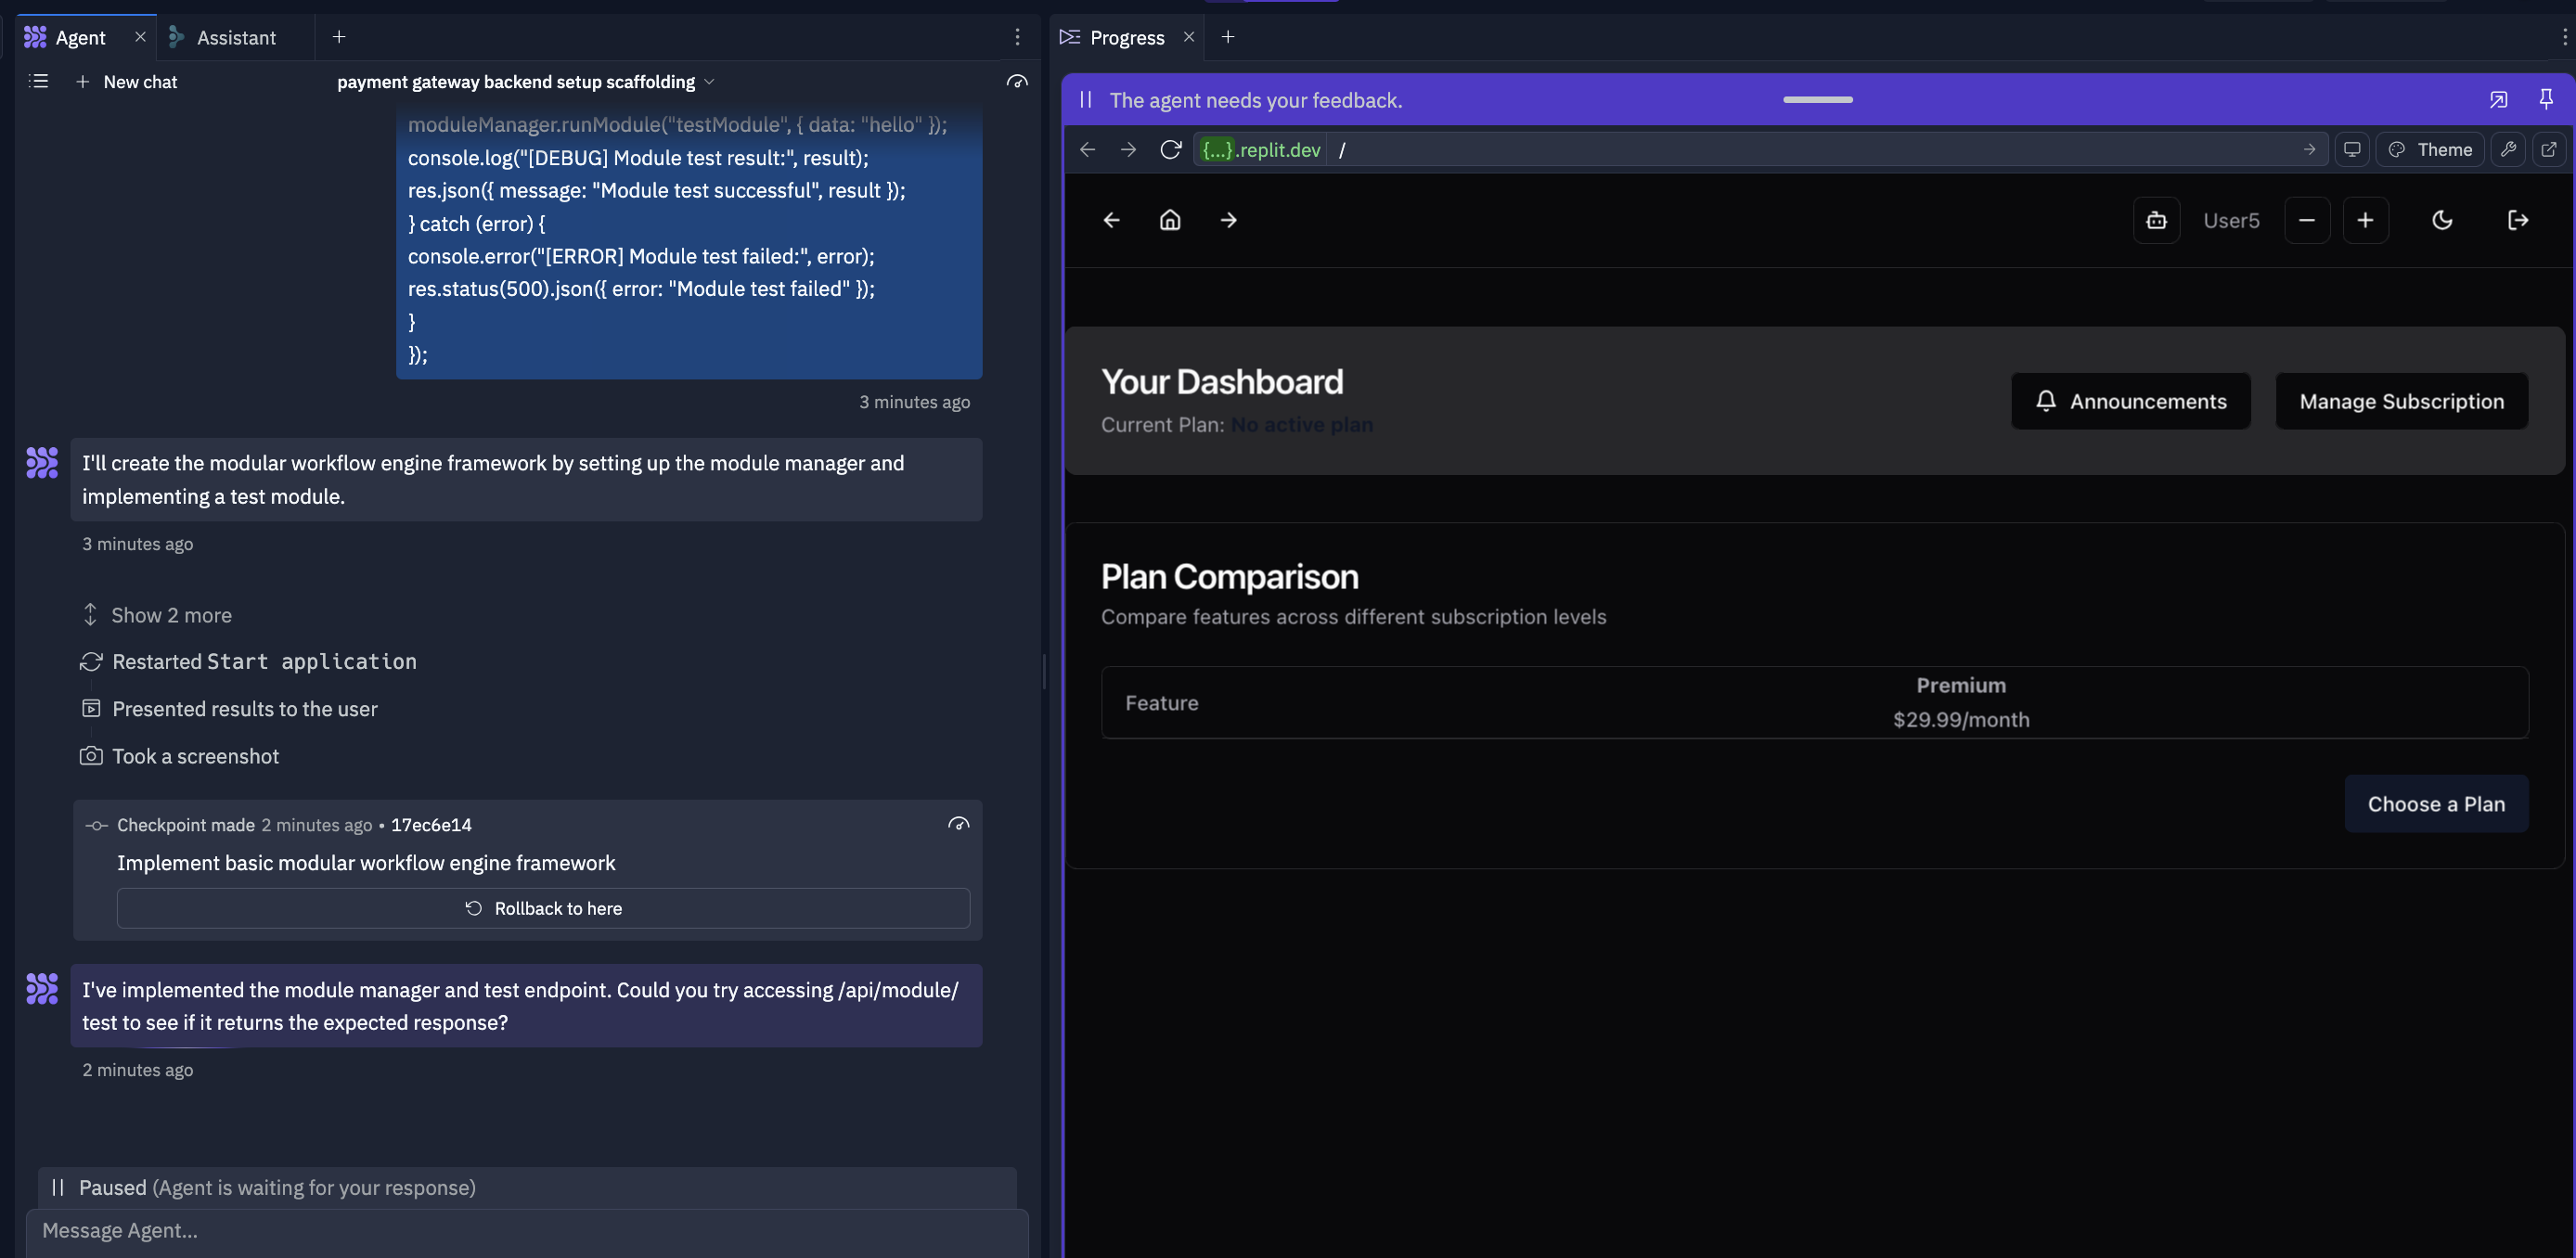 Agent
Assistant
New chat
payment gateway backend setup scaffolding
moduleManager.runModule("testModule", { data: "hello" });
console.log("[DEBUG] Module test result:", result);
res.json({ message: "Module test successful", result });
} catch (error) {
console.error("[ERROR] Module test failed:", error);
res.status(500).json({ error: "Module test failed" });
}
});
3 minutes ago
I'll create the modular workflow engine framework by setting up the module manager and
implementing a test module.
3 minutes ago
Show 2 more
Restarted Start application
Presented results to the user
Took a screenshot
Checkpoint made 2 minutes ago • 17ec6e14
Implement basic modular workflow engine framework
Rollback to here
I've implemented the module manager and test endpoint. Could you try accessing /api/module/
test to see if it returns the expected response?
2 minutes ago
Paused (Agent is waiting for your response)
Message Agent...
Progress
The agent needs your feedback.
{...}.replit.dev /
Theme
User5
Your Dashboard
Current Plan: No active plan
Announcements
Manage Subscription
Plan Comparison
Compare features across different subscription levels
Feature
Premium
$29.99/month
Choose a Plan